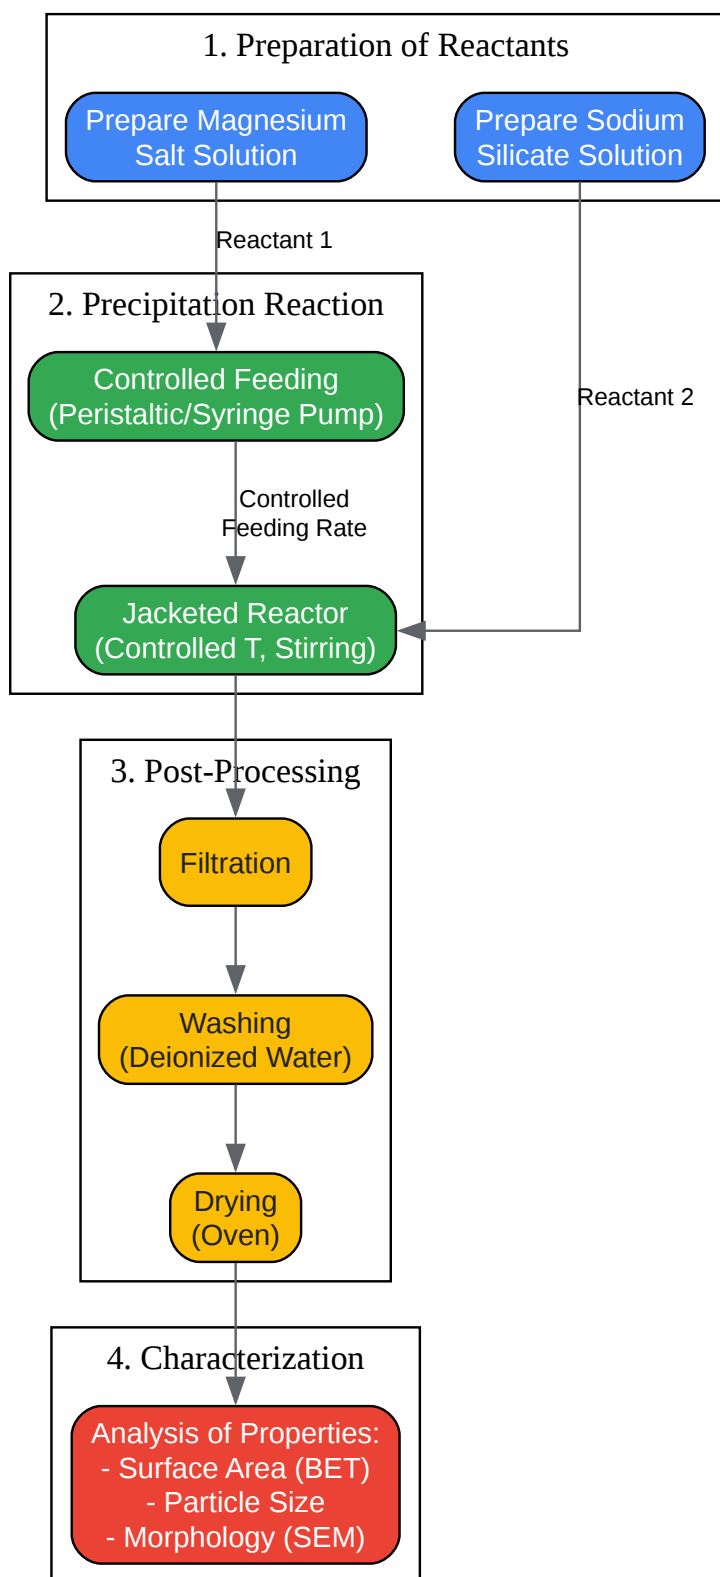 1. Preparation of Reactants
Prepare Magnesium
Salt Solution
Prepare Sodium
Silicate Solution
Reactant 1
2. Precipitation Reaction
Controlled Feeding
(Peristaltic/Syringe Pump)
Reactant 2
Controlled
Feeding Rate
Jacketed Reactor
(Controlled T, Stirring)
3. Post-Processing
Filtration
Washing
(Deionized Water)
Drying
(Oven)
4. Characterization
Analysis of Properties:
- Surface Area (BET)
- Particle Size
- Morphology (SEM)